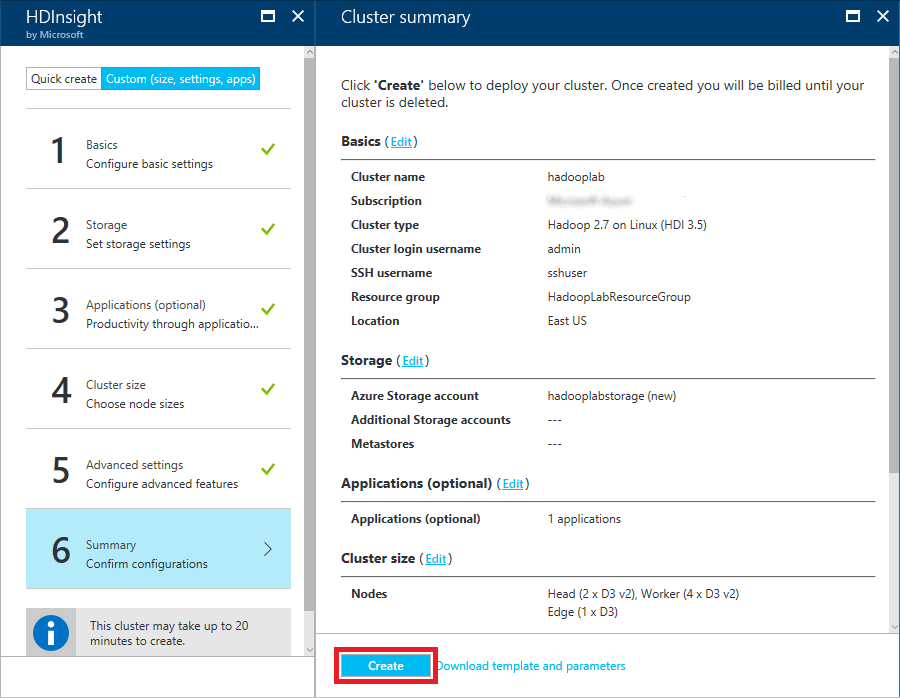 HDInsight
by Microsoft
Quick create
Custom (size, settings, apps)
1
Basics
Configure basic settings
2
Storage
Set storage settings
3
Applications (optional)
Productivity through applicatio...
4
Cluster size
Choose node sizes
5
Advanced settings
Configure advanced features
6
Summary
Confirm configurations
This cluster may take up to 20
minutes to create.
Cluster summary
Click 'Create' below to deploy your cluster. Once created you will be billed until your
cluster is deleted.
Basics (Edit)
Cluster name hadooplab
Subscription
Cluster type Hadoop 2.7 on Linux (HDI 3.5)
Cluster login username admin
SSH username sshuser
Resource group HadoopLabResourceGroup
Location East US
Storage (Edit)
Azure Storage account hadooplabstorage (new)
Additional Storage accounts ---
Metastores ---
Applications (optional) (Edit)
Applications (optional) 1 applications
Cluster size (Edit)
Nodes Head (2 x D3 v2), Worker (4 x D3 v2)
Edge (1 x D3)
Create
Download template and parameters